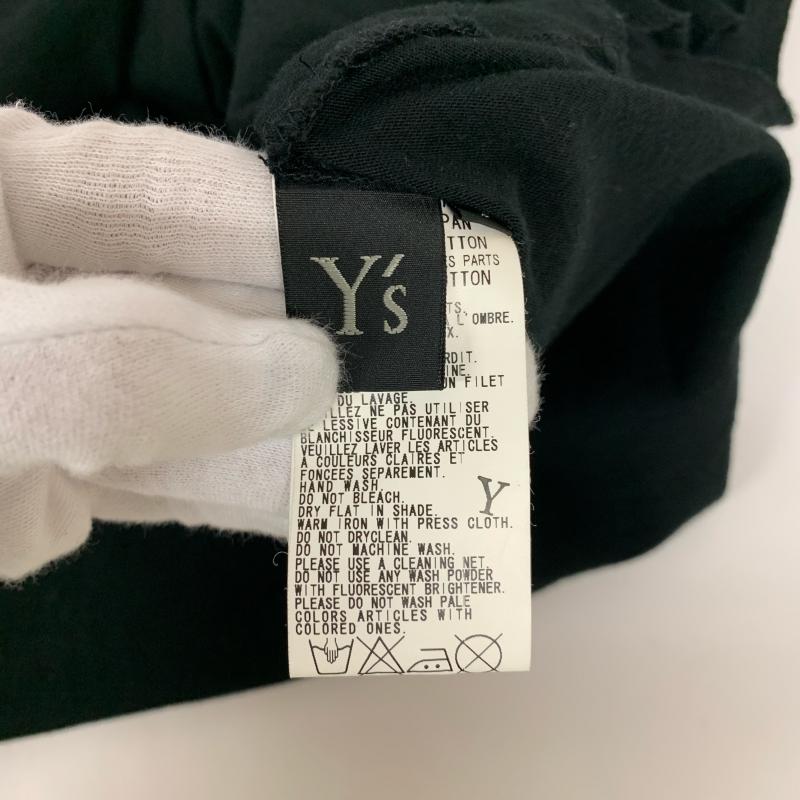 Y's
TTON
PARTS
TTON
L'OMBRE.
UN FILET
DU LAVAGE.
NE PAS UTILISER
LESSIVE CONTENANT DU
BLANCHISSEUR FLUORESCENT.
VEUILLEZ LAVER LES ARTICLES
A COULEURS CLAIRES ET
FONCEES SEPAREMENT.
HAND WASH.
DO NOT BLEACH.
DRY FLAT IN SHADE.
WARM IRON WITH PRESS CLOTH.
DO NOT DRYCLEAN.
DO NOT MACHINE WASH.
PLEASE USE A CLEANING NET.
DO NOT USE ANY WASH POWDER
WITH FLUORESCENT BRIGHTENER.
PLEASE DO NOT WASH PALE
COLORS ARTICLES WITH
COLORED ONES.
Y